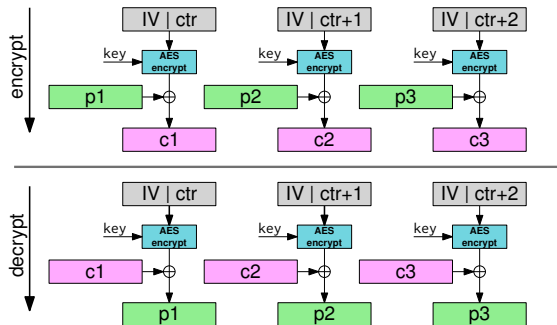 encrypt
IV | ctr
IV | ctr+1
IV | ctr+2
key
AES
encrypt
key
AES
encrypt
key
AES
encrypt
p1
p2
p3
c1
c2
c3
decrypt
IV | ctr
IV | ctr+1
IV | ctr+2
key
AES
encrypt
key
AES
encrypt
key
AES
encrypt
c1
c2
c3
p1
p2
p3